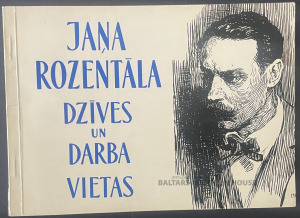 JAŅA
ROZENTĀLA
DZĪVES
UN
DARBA
VIETAS